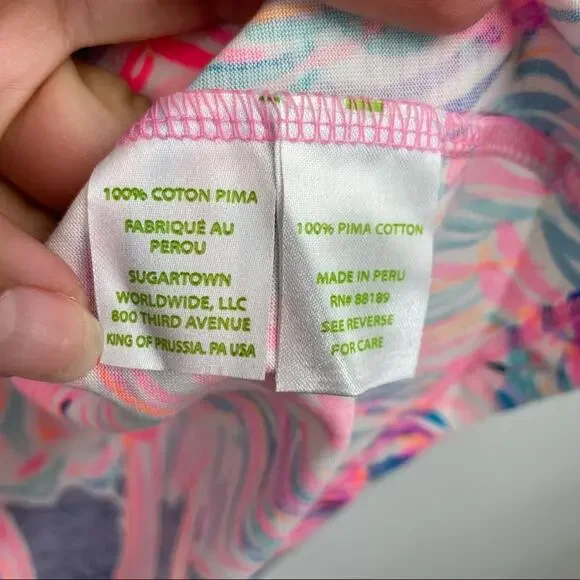 100% COTON PIMA
FABRIQUÉ AU
PEROU
SUGARTOWN
WORLDWIDE, LLC
800 THIRD AVENUE
KING OF PRUSSIA, PA USA
100% PIMA COTTON
MADE IN PERU
RN# 88189
SEE REVERSE
FOR CARE